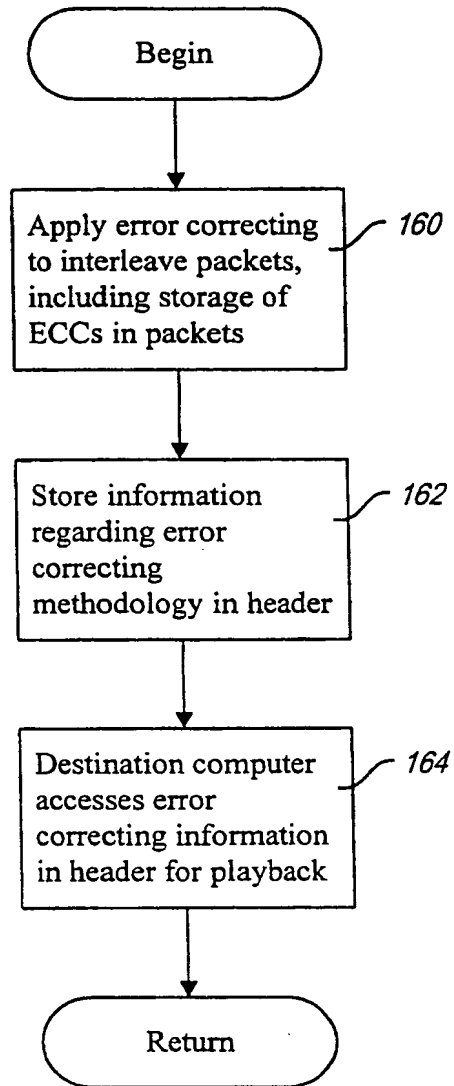 Begin
Apply error correcting
to interleave packets,
including storage of
ECCs in packets
160
Store information
regarding error
correcting
methodology in header
162
Destination computer
accesses error
correcting information
in header for playback
164
Return